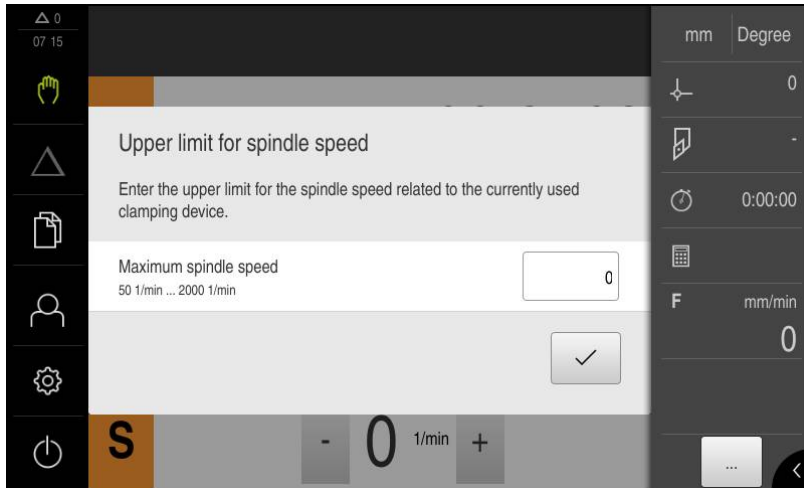 0
07 15
mm Degree
0
Upper limit for spindle speed
Enter the upper limit for the spindle speed related to the currently used
clamping device.
-
0:00:00
Maximum spindle speed
50 1/min ... 2000 1/min
0
F mm/min
0
S - 0 1/min +
...